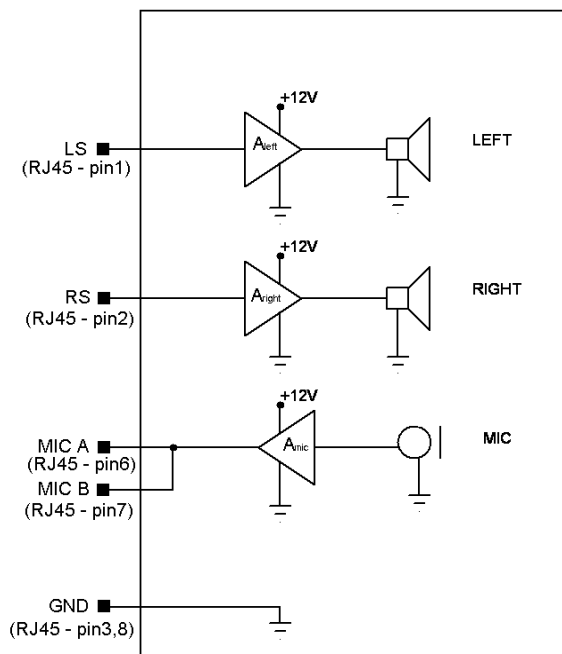 +12V
LS
Aleft
LEFT
(RJ45 - pin1)
+12V
RS
Aright
RIGHT
(RJ45 - pin2)
+12V
MIC A
Amic
MIC
(RJ45 - pin6)
MIC B
(RJ45 - pin7)
GND
(RJ45 - pin3,8)